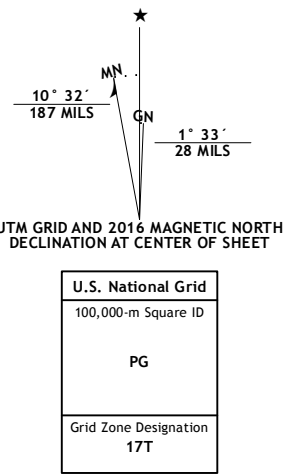 ★
MN
GN
10° 32´
187 MILS
1° 33´
28 MILS
UTM GRID AND 2016 MAGNETIC NORTH
DECLINATION AT CENTER OF SHEET
U.S. National Grid
100,000-m Square ID
PG
Grid Zone Designation
17T